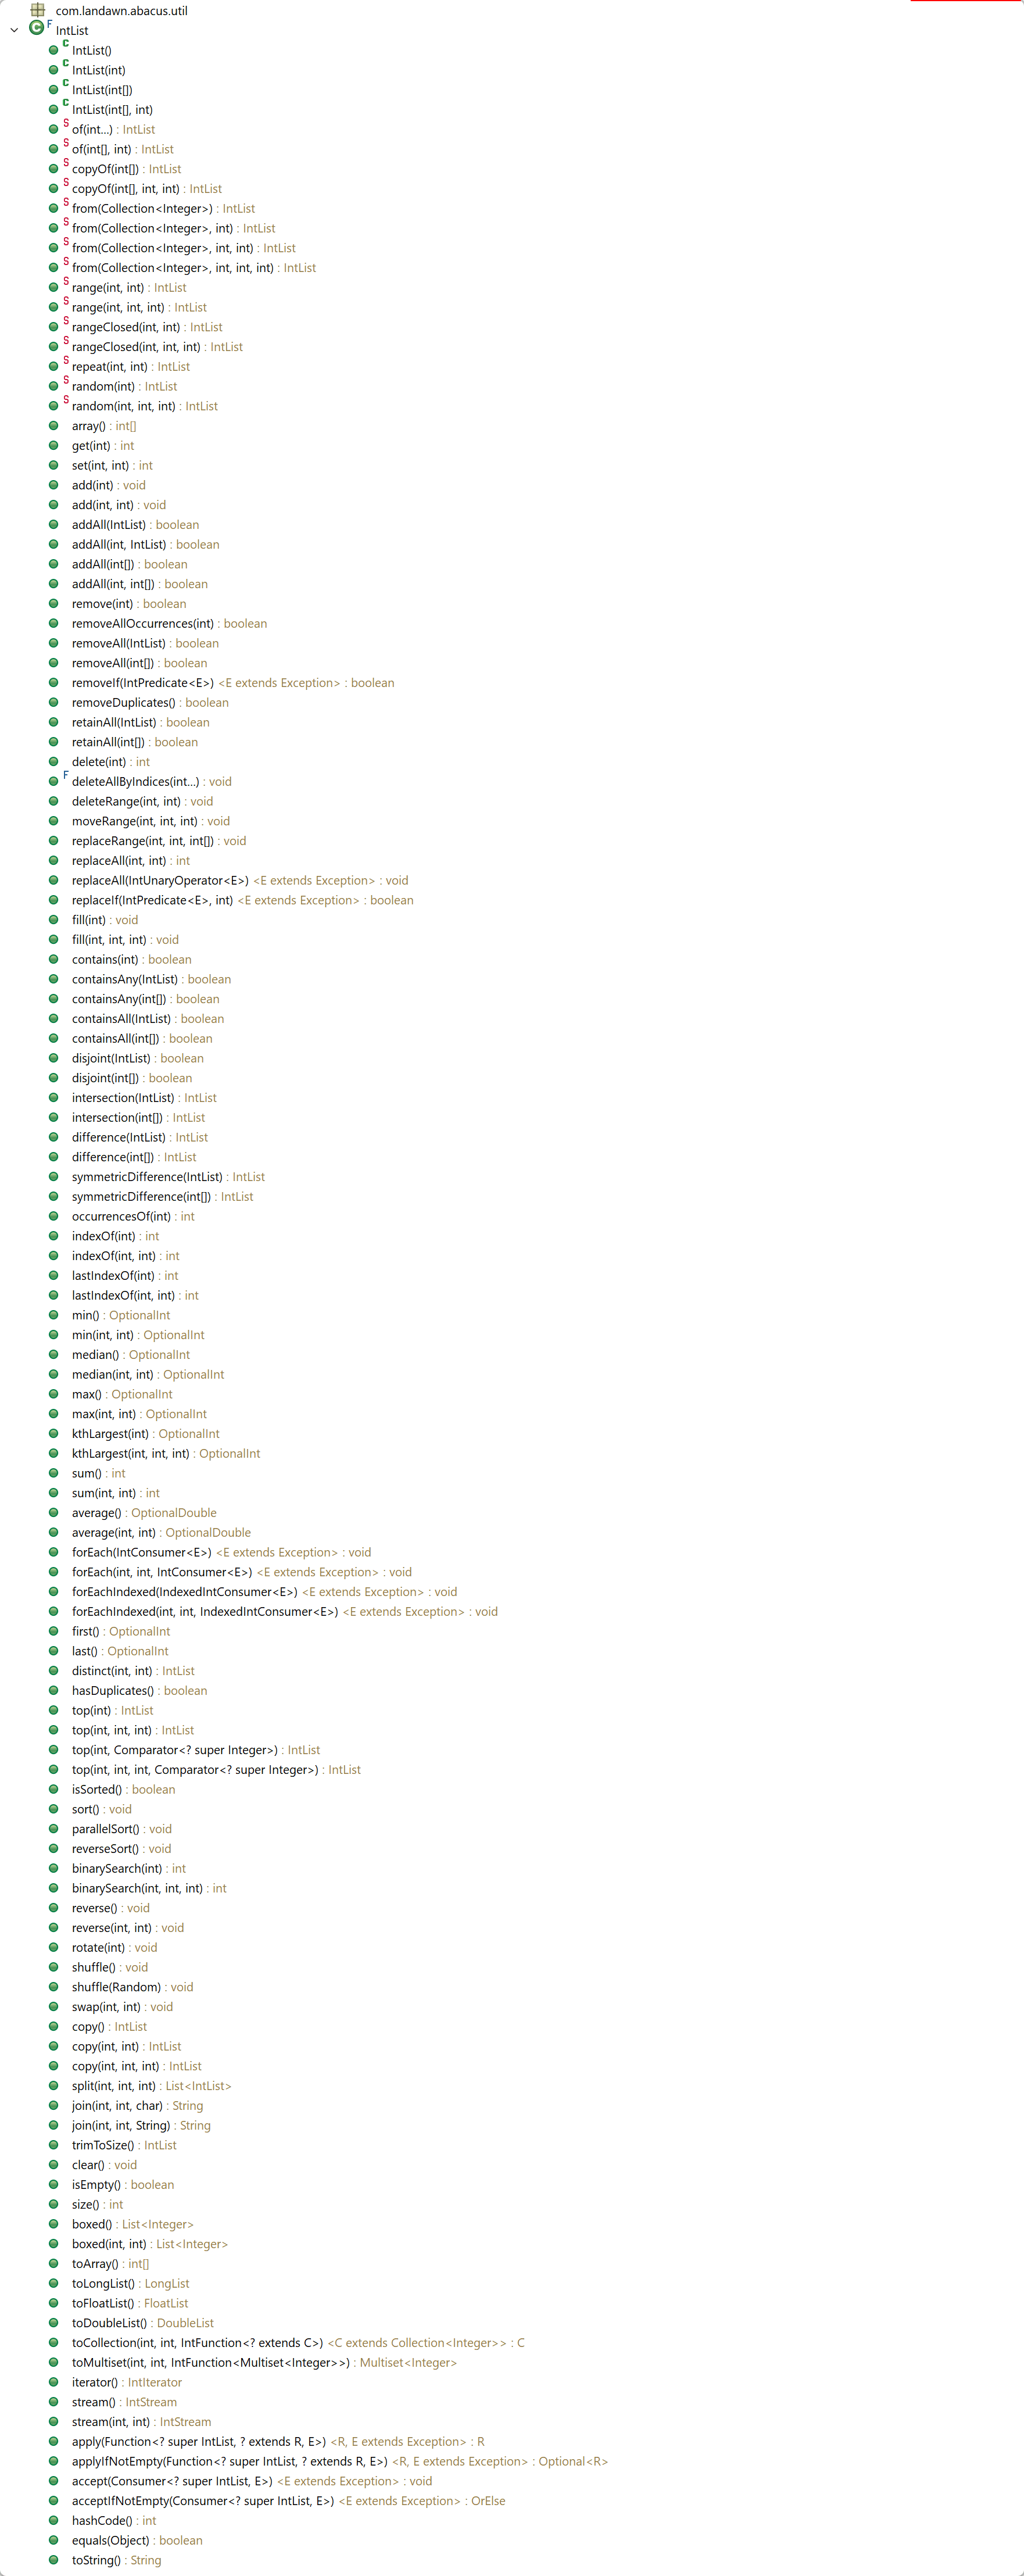 com.landawn.abacus.util
IntList
IntList()
IntList(int)
IntList(int[])
IntList(int[], int)
of(int...) : IntList
of(int[], int) : IntList
copyOf(int[]) : IntList
copyOf(int[], int, int) : IntList
from(Collection<Integer>) : IntList
from(Collection<Integer>, int) : IntList
from(Collection<Integer>, int, int) : IntList
from(Collection<Integer>, int, int, int) : IntList
range(int, int) : IntList
range(int, int, int) : IntList
rangeClosed(int, int) : IntList
rangeClosed(int, int, int) : IntList
repeat(int, int) : IntList
random(int) : IntList
random(int, int, int) : IntList
array() : int[]
get(int) : int
set(int, int) : int
add(int) : void
add(int, int) : void
addAll(IntList) : boolean
addAll(int, IntList) : boolean
addAll(int[]) : boolean
addAll(int, int[]) : boolean
remove(int) : boolean
removeAllOccurrences(int) : boolean
removeAll(IntList) : boolean
removeAll(int[]) : boolean
removeIf(IntPredicate<E>) <E extends Exception> : boolean
removeDuplicates() : boolean
retainAll(IntList) : boolean
retainAll(int[]) : boolean
delete(int) : int
deleteAllByIndices(int...) : void
deleteRange(int, int) : void
moveRange(int, int, int) : void
replaceRange(int, int, int[]) : void
replaceAll(int, int) : int
replaceAll(IntUnaryOperator<E>) <E extends Exception> : void
replaceIf(IntPredicate<E>, int) <E extends Exception> : boolean
fill(int) : void
fill(int, int, int) : void
contains(int) : boolean
containsAny(IntList) : boolean
containsAny(int[]) : boolean
containsAll(IntList) : boolean
containsAll(int[]) : boolean
disjoint(IntList) : boolean
disjoint(int[]) : boolean
intersection(IntList) : IntList
intersection(int[]) : IntList
difference(IntList) : IntList
difference(int[]) : IntList
symmetricDifference(IntList) : IntList
symmetricDifference(int[]) : IntList
occurrencesOf(int) : int
indexOf(int) : int
indexOf(int, int) : int
lastIndexOf(int) : int
lastIndexOf(int, int) : int
min() : OptionalInt
min(int, int) : OptionalInt
median() : OptionalInt
median(int, int) : OptionalInt
max() : OptionalInt
max(int, int) : OptionalInt
kthLargest(int) : OptionalInt
kthLargest(int, int, int) : OptionalInt
sum() : int
sum(int, int) : int
average() : OptionalDouble
average(int, int) : OptionalDouble
forEach(IntConsumer<E>) <E extends Exception> : void
forEach(int, int, IntConsumer<E>) <E extends Exception> : void
forEachIndexed(IndexedIntConsumer<E>) <E extends Exception> : void
forEachIndexed(int, int, IndexedIntConsumer<E>) <E extends Exception> : void
first() : OptionalInt
last() : OptionalInt
distinct(int, int) : IntList
hasDuplicates() : boolean
top(int) : IntList
top(int, int, int) : IntList
top(int, Comparator<? super Integer>) : IntList
top(int, int, int, Comparator<? super Integer>) : IntList
isSorted() : boolean
sort() : void
parallelSort() : void
reverseSort() : void
binarySearch(int) : int
binarySearch(int, int, int) : int
reverse() : void
reverse(int, int) : void
rotate(int) : void
shuffle() : void
shuffle(Random) : void
swap(int, int) : void
copy() : IntList
copy(int, int) : IntList
copy(int, int, int) : IntList
split(int, int, int) : List<IntList>
join(int, int, char) : String
join(int, int, String) : String
trimToSize() : IntList
clear() : void
isEmpty() : boolean
size() : int
boxed() : List<Integer>
boxed(int, int) : List<Integer>
toArray() : int[]
toLongList() : LongList
toFloatList() : FloatList
toDoubleList() : DoubleList
toCollection(int, int, IntFunction<? extends C>) <C extends Collection<Integer>> : C
toMultiset(int, int, IntFunction<Multiset<Integer>>) : Multiset<Integer>
iterator() : IntIterator
stream() : IntStream
stream(int, int) : IntStream
apply(Function<? super IntList, ? extends R, E>) <R, E extends Exception> : R
applyIfNotEmpty(Function<? super IntList, ? extends R, E>) <R, E extends Exception> : Optional<R>
accept(Consumer<? super IntList, E>) <E extends Exception> : void
acceptIfNotEmpty(Consumer<? super IntList, E>) <E extends Exception> : OrElse
hashCode() : int
equals(Object) : boolean
toString() : String